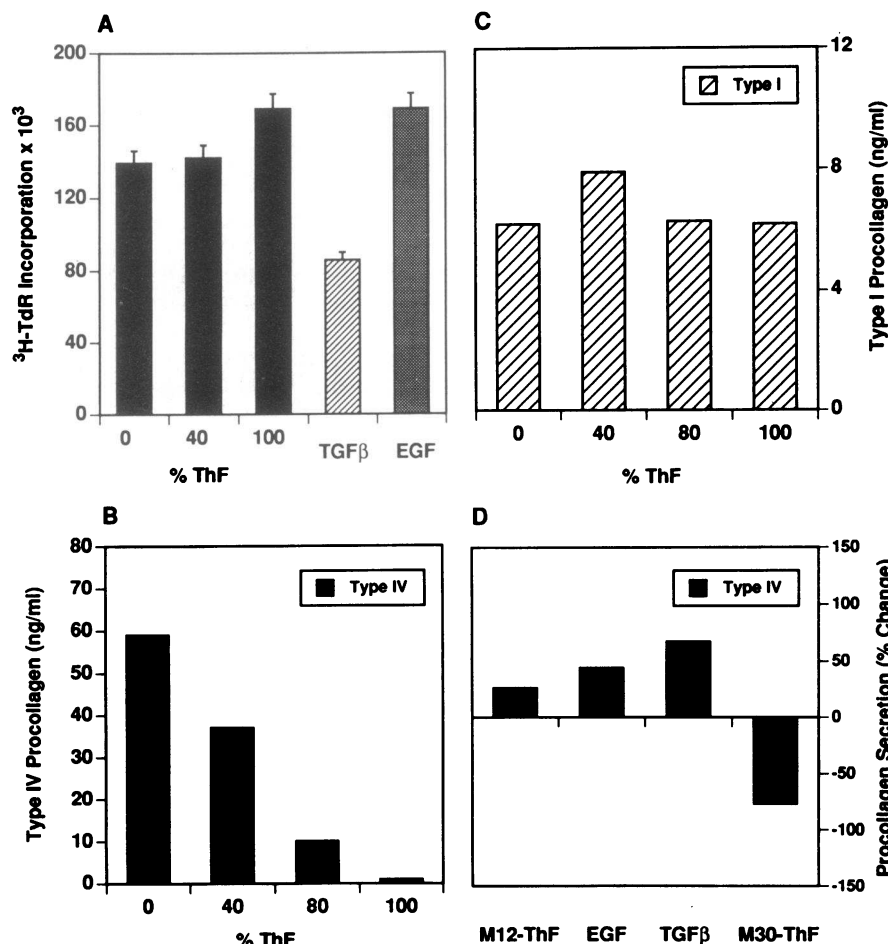 A
200
160
120
80
40
0
³H-TdR Incorporation x 10³
0 40 100 TGFβ EGF
% ThF
C
Type I
12
8
4
0
Type I Procollagen (ng/ml)
0 40 80 100
% ThF
B
80
70
60
50
40
30
20
10
0
Type IV Procollagen (ng/ml)
Type IV
0 40 80 100
% ThF
D
Type IV
150
100
50
0
-50
-100
-150
Procollagen Secretion (% Change)
M12-ThF EGF TGFβ M30-ThF